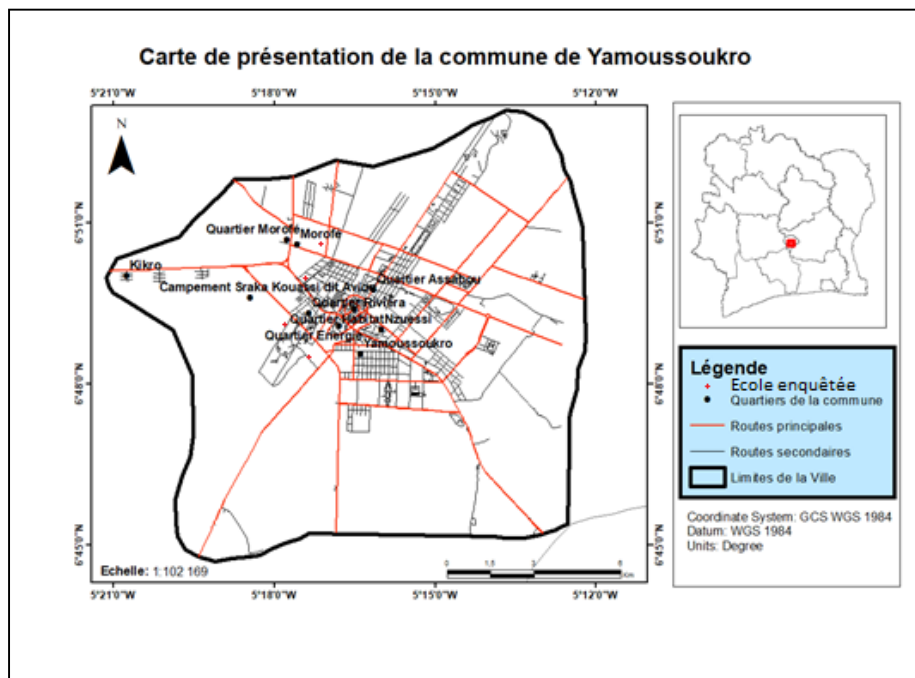 Carte de présentation de la commune de Yamoussoukro
5°21'0"W 5°18'0"W 5°15'0"W 5°12'0"W
N
6°51'0"N 6°51'0"N
Quartier Morofé
Morofé
Kikro
Quartier Assabou
Campement Sraka Kouassi dit Avion
Quartier Riviera
Quartier Habitat
Nzuessi
Quartier Energie
Yamoussoukro
6°48'0"N 6°48'0"N
6°45'0"N 6°45'0"N
Echelle: 1:102 169
0 1,5 3 6
Km
5°21'0"W 5°18'0"W 5°15'0"W 5°12'0"W
Légende
Ecole enquêtée
Quartiers de la commune
Routes principales
Routes secondaires
Limites de la Ville
Coordinate System: GCS WGS 1984
Datum: WGS 1984
Units: Degree